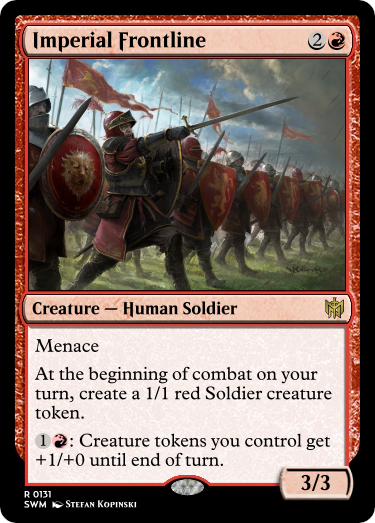 Imperial Frontline 2
Creature — Human Soldier
Menace
At the beginning of combat on your
turn, create a 1/1 red Soldier creature
token.
1 : Creature tokens you control get
+1/+0 until end of turn.
3/3
R 0131
SWM Stefan Kopinski